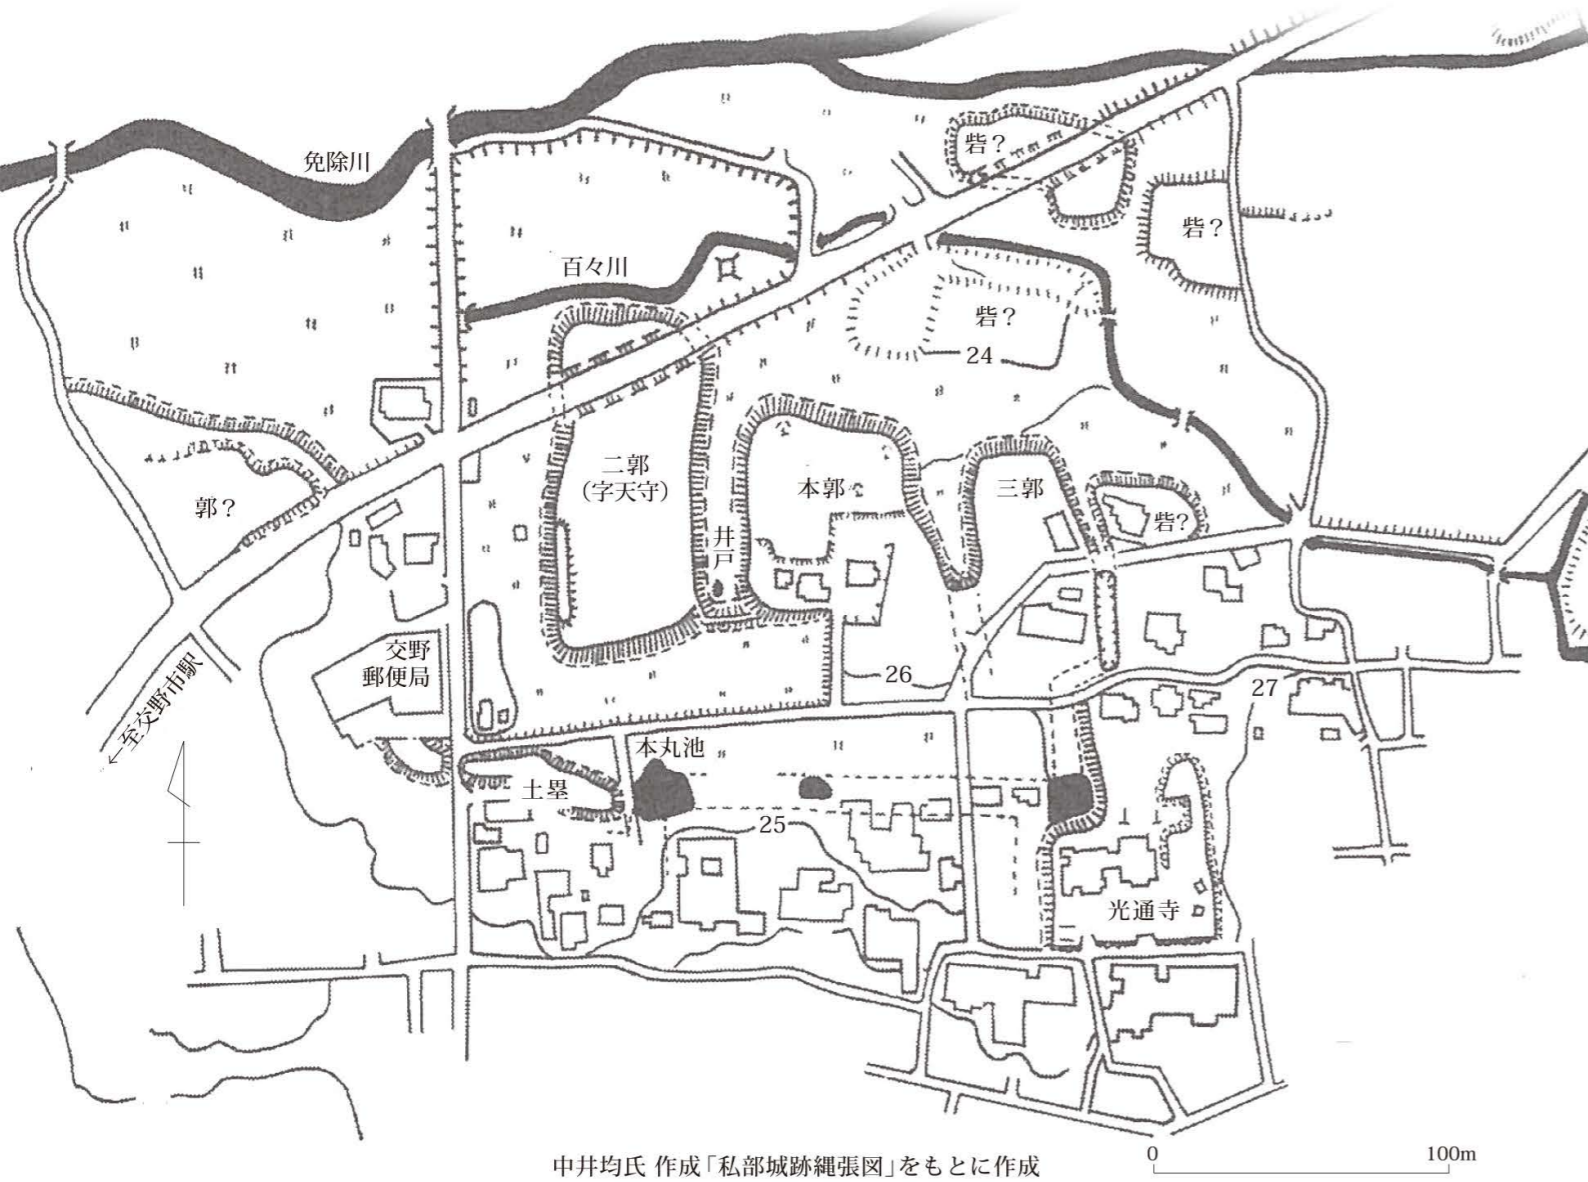 免除川
砦？
砦？
百々川
砦？
24
二郭
（字天守）
本郭
三郭
郭？
砦？
井戸
交野
郵便局
26
27
←至交野市駅
本丸池
土塁
25
光通寺
0
100m
中井均氏 作成「私部城跡縄張図」をもとに作成